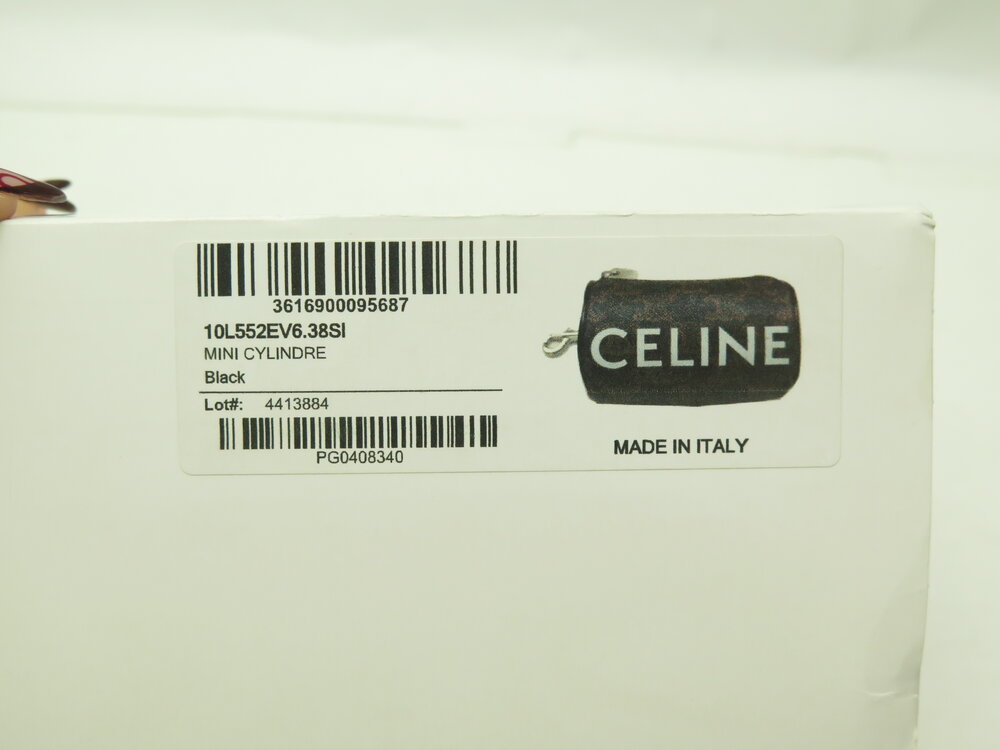 3616900095687
10L552EV6.38SI
MINI CYLINDRE
Black
Lot#: 4413884
PG0408340
CELINE
MADE IN ITALY